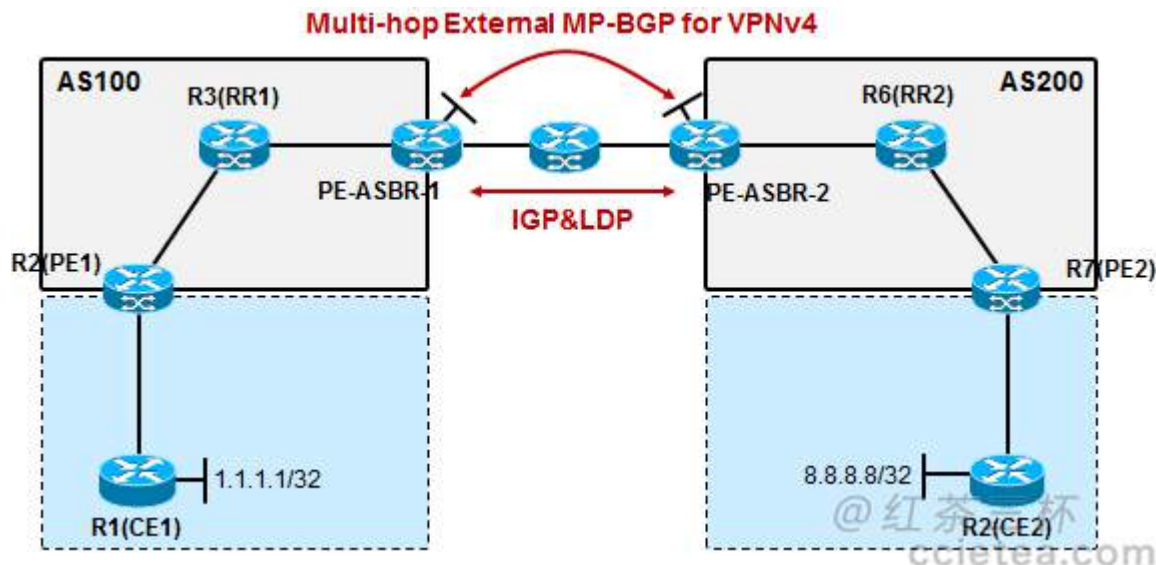 Multi-hop External MP-BGP for VPNv4
AS100
AS200
R3(RR1)
R6(RR2)
PE-ASBR-1
PE-ASBR-2
IGP&LDP
R2(PE1)
R7(PE2)
1.1.1.1/32
8.8.8.8/32
R1(CE1)
R2(CE2)
@红茶三杯
ccietea.com